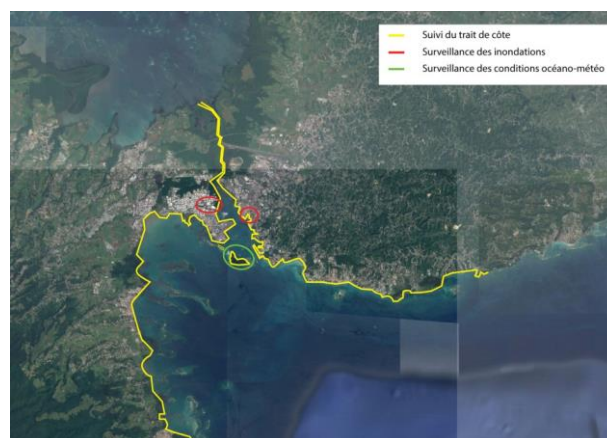 Suivi du trait de côte
Surveillance des inondations
Surveillance des conditions océano-météo